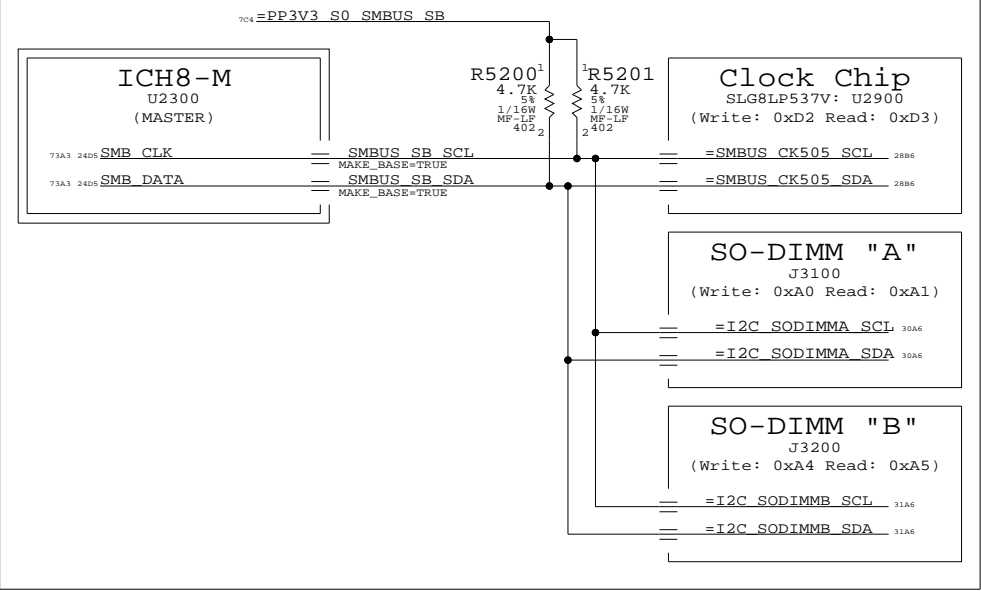 7C4 =PP3V3_S0_SMBUS_SB
ICH8-M
U2300
(MASTER)
73A3 24D5 SMB_CLK
73A3 24D5 SMB_DATA
SMBUS_SB_SCL
MAKE_BASE=TRUE
SMBUS_SB_SDA
MAKE_BASE=TRUE
R5200
4.7K
5%
1/16W
MF-LF
402
1
2
R5201
4.7K
5%
1/16W
MF-LF
402
1
2
Clock Chip
SLG8LP537V: U2900
(Write: 0xD2 Read: 0xD3)
=SMBUS_CK505_SCL 28B6
=SMBUS_CK505_SDA 28B6
SO-DIMM "A"
J3100
(Write: 0xA0 Read: 0xA1)
=I2C_SODIMMA_SCL 30A6
=I2C_SODIMMA_SDA 30A6
SO-DIMM "B"
J3200
(Write: 0xA4 Read: 0xA5)
=I2C_SODIMMB_SCL 31A6
=I2C_SODIMMB_SDA 31A6